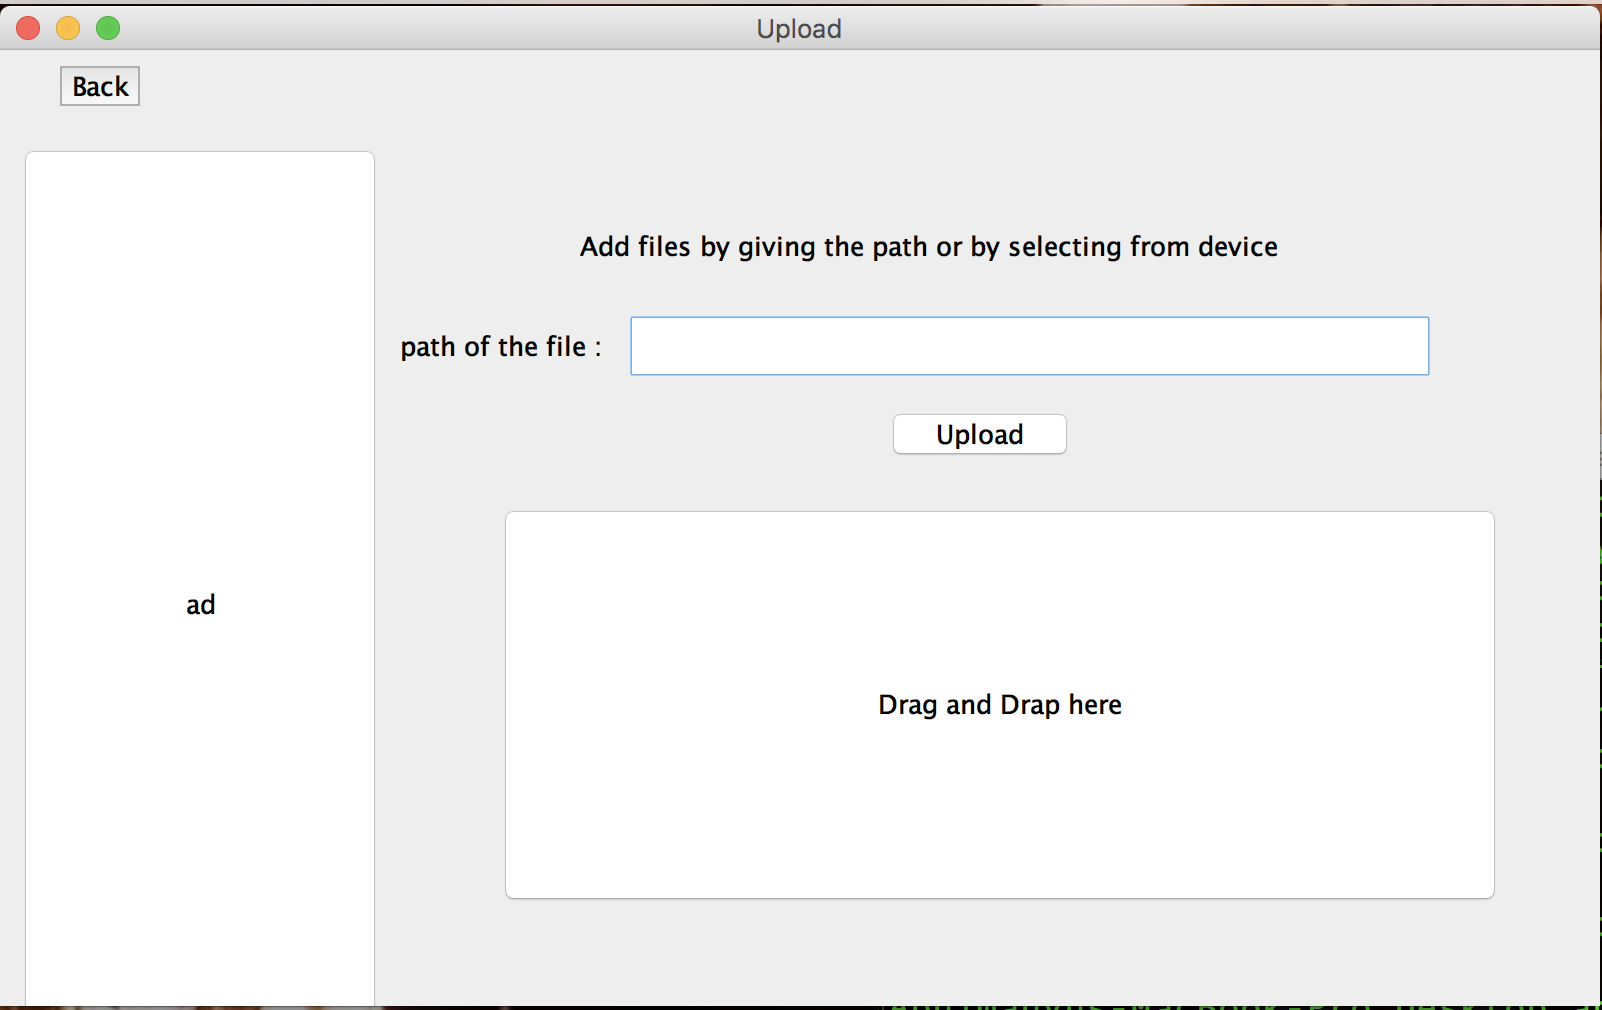 Upload
Back
Add files by giving the path or by selecting from device
path of the file :
Upload
ad
Drag and Drap here